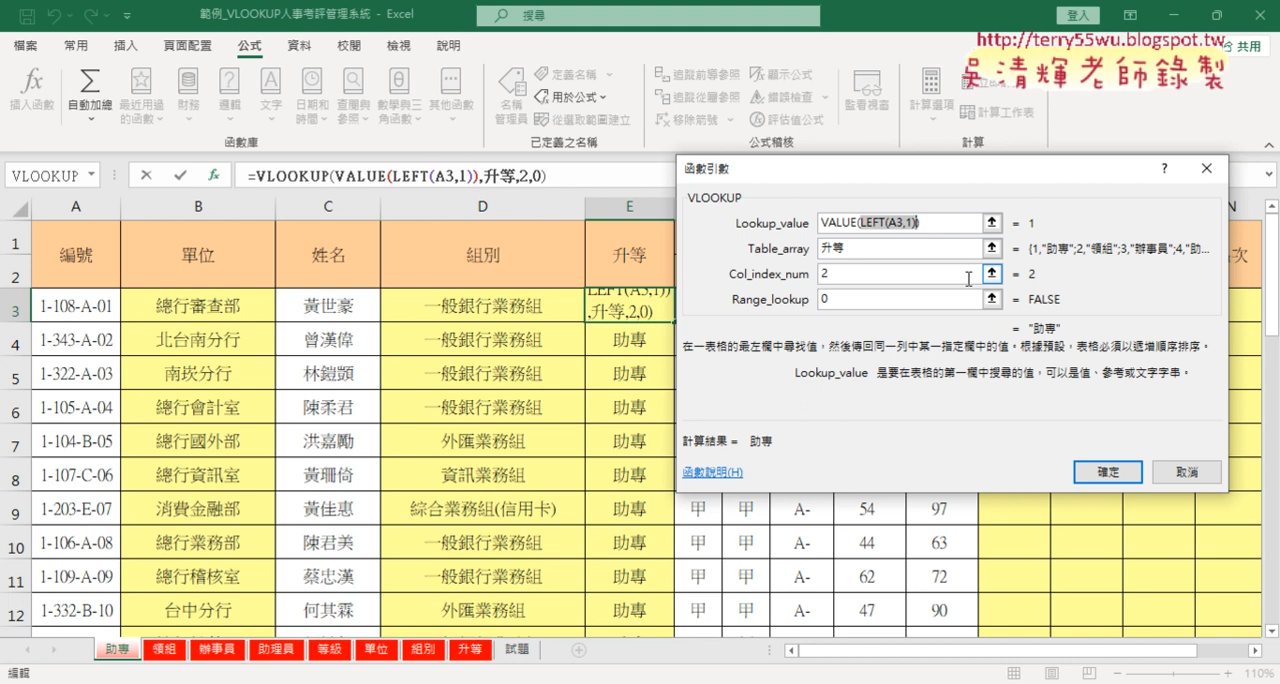 範例_VLOOKUP人事考評管理系統 - Excel
搜尋
登入
檔案 常用 插入 頁面配置 公式 資料 校閱 檢視 說明
共用
http://terry55wu.blogspot.tw
吳清輝老師錄製
插入函數
自動加總
最近用過的函數
財務
邏輯
文字
日期和時間
查閱與參照
數學與三角函數
其他函數
函數庫
名稱管理員
定義名稱
用於公式
從選取範圍建立
已定義之名稱
追蹤前導參照
追蹤從屬參照
移除箭號
顯示公式
錯誤檢查
評估值公式
公式稽核
監看視窗
計算選項
計算工作表
計算
VLOOKUP
=VLOOKUP(VALUE(LEFT(A3,1)),升等,2,0)
A B C D E N
1 編號 單位 姓名 組別 升等 次
2
3 1-108-A-01 總行審查部 黃世豪 一般銀行業務組 LEFT(A3,1)),升等,2,0)
4 1-343-A-02 北台南分行 曾漢偉 一般銀行業務組 助專
5 1-322-A-03 南崁分行 林鎧顗 一般銀行業務組 助專
6 1-105-A-04 總行會計室 陳柔君 一般銀行業務組 助專
7 1-104-B-05 總行國外部 洪嘉勵 外匯業務組 助專
8 1-107-C-06 總行資訊室 黃珊倚 資訊業務組 助專
9 1-203-E-07 消費金融部 黃佳惠 綜合業務組(信用卡) 助專 甲 甲 A- 54 97
10 1-106-A-08 總行業務部 陳君美 一般銀行業務組 助專 甲 甲 A- 44 63
11 1-109-A-09 總行稽核室 蔡忠漢 一般銀行業務組 助專 甲 甲 A- 62 72
12 1-332-B-10 台中分行 何其霖 外匯業務組 助專 甲 甲 A- 47 90
函數引數
VLOOKUP
Lookup_value VALUE(LEFT(A3,1)) = 1
Table_array 升等 = {1,"助專";2,"領組";3,"辦事員";4,"助...
Col_index_num 2 = 2
Range_lookup 0 = FALSE
= "助專"
在一表格的最左欄中尋找值，然後傳回同一列中某一指定欄中的值。根據預設，表格必須以遞增順序排序。
Lookup_value 是要在表格的第一欄中搜尋的值，可以是值、參考或文字字串。
計算結果 = 助專
函數說明(H)
確定
取消
助專 領組 辦事員 助理員 等級 單位 組別 升等 試題
編輯
110%